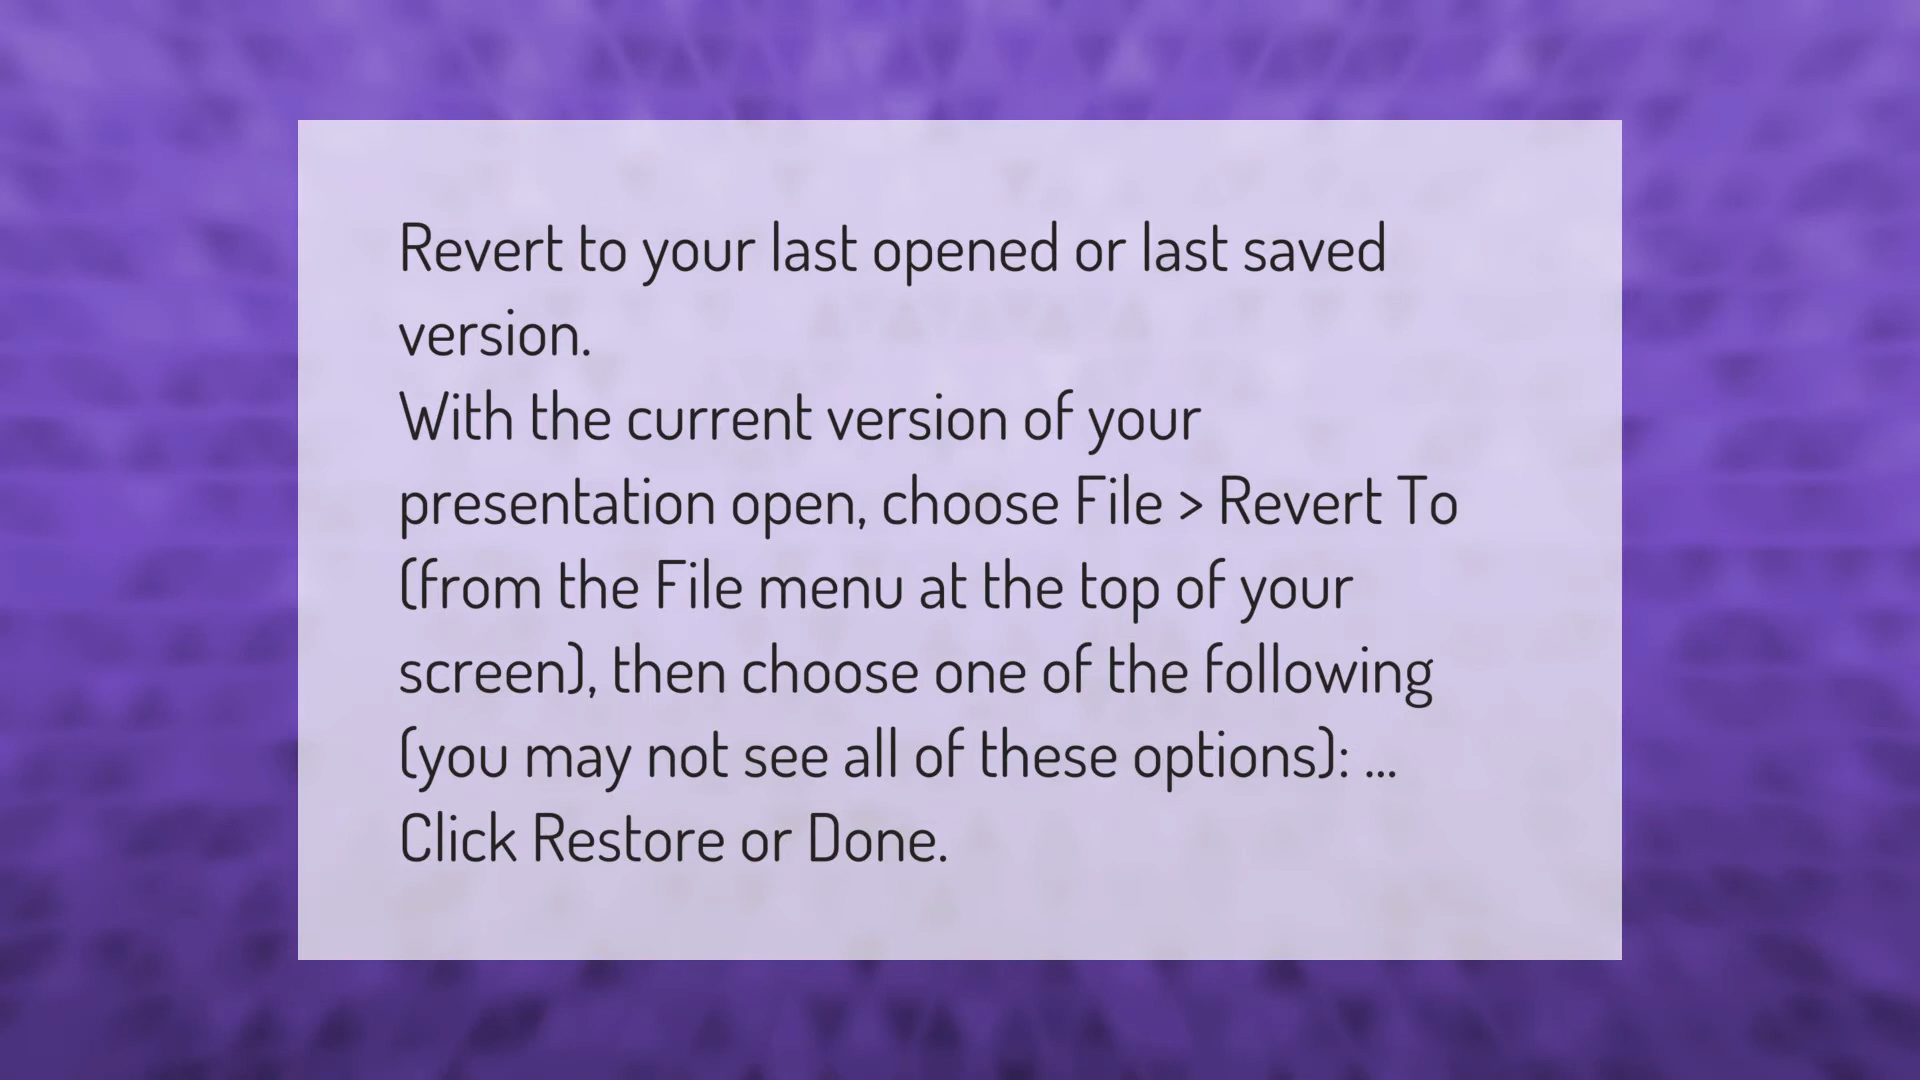 Revert to your last opened or last saved
version.
With the current version of your
presentation open, choose File > Revert To
(from the File menu at the top of your
screen), then choose one of the following
(you may not see all of these options): ...
Click Restore or Done.